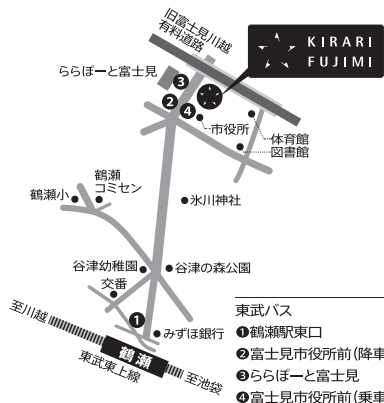 旧富士見川越
有料道路
KIRARI
FUJIMI
ららぽーと富士見
❸
❷
❹
市役所
体育館
図書館
鶴瀬
コミセン
鶴瀬小
氷川神社
谷津幼稚園
谷津の森公園
交番
❶
みずほ銀行
至川越
鶴瀬
東武東上線
至池袋
東武バス
❶鶴瀬駅東口
❷富士見市役所前(降車
❸ららぽーと富士見
❹富士見市役所前(乗車